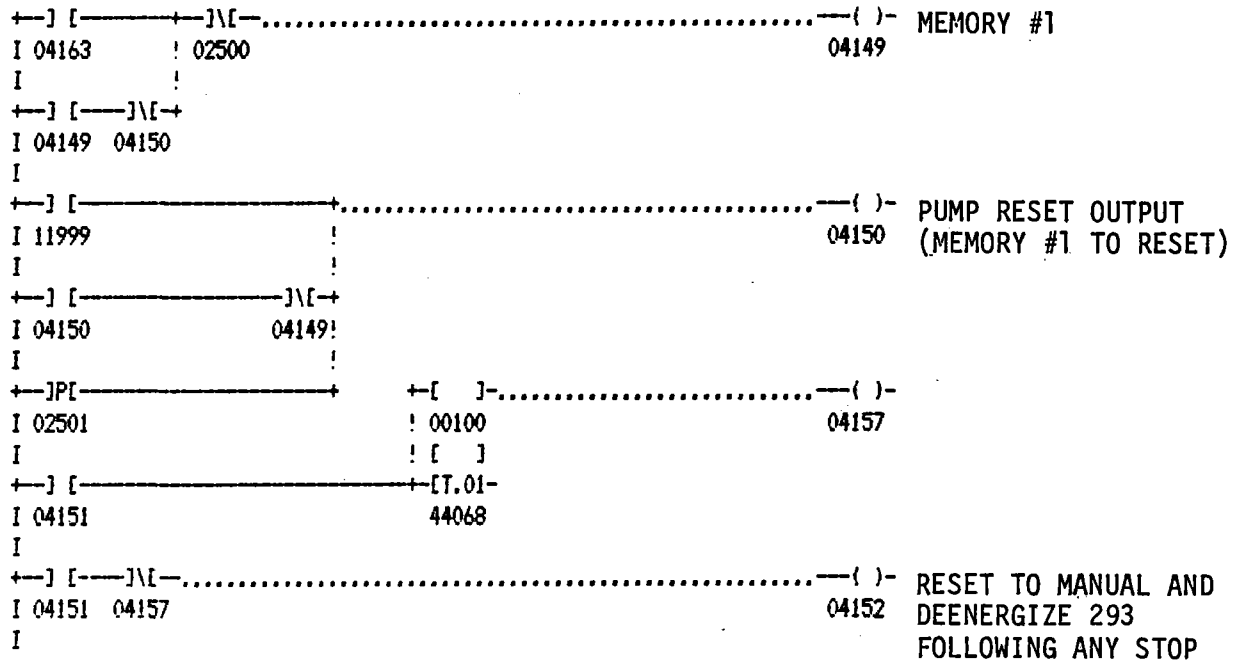 +—] [————+—]\[—.......................................................—( )- MEMORY #1
I 04163 ! 02500 04149
I !
+—] [——]\[-+
I 04149 04150
I
+—] [——————————+...............................................—( )- PUMP RESET OUTPUT
I 11999 ! 04150 (MEMORY #1 TO RESET)
I !
+—] [————————]\[-+
I 04150 04149!
I !
+—]P[——————————+ +-[ ]-...............................—( )-
I 02501 ! 00100 04157
I ! [ ]
+—] [——————————————+-[T.01-
I 04151 44068
I
+—] [——]\[—...............................................................—( )- RESET TO MANUAL AND
I 04151 04157 04152 DEENERGIZE 293
I FOLLOWING ANY STOP